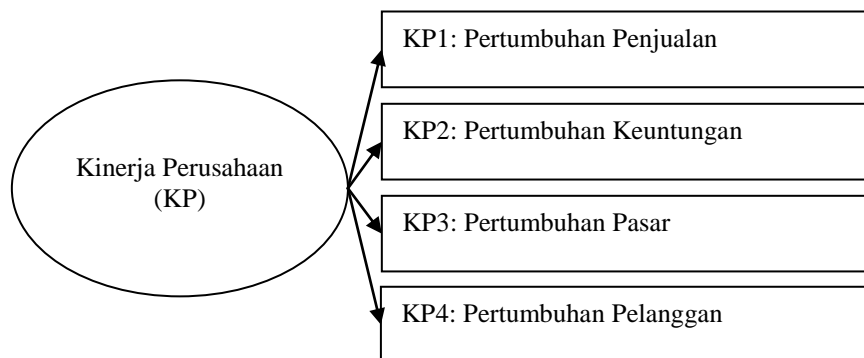 Kinerja Perusahaan
(KP)
KP1: Pertumbuhan Penjualan
KP2: Pertumbuhan Keuntungan
KP3: Pertumbuhan Pasar
KP4: Pertumbuhan Pelanggan